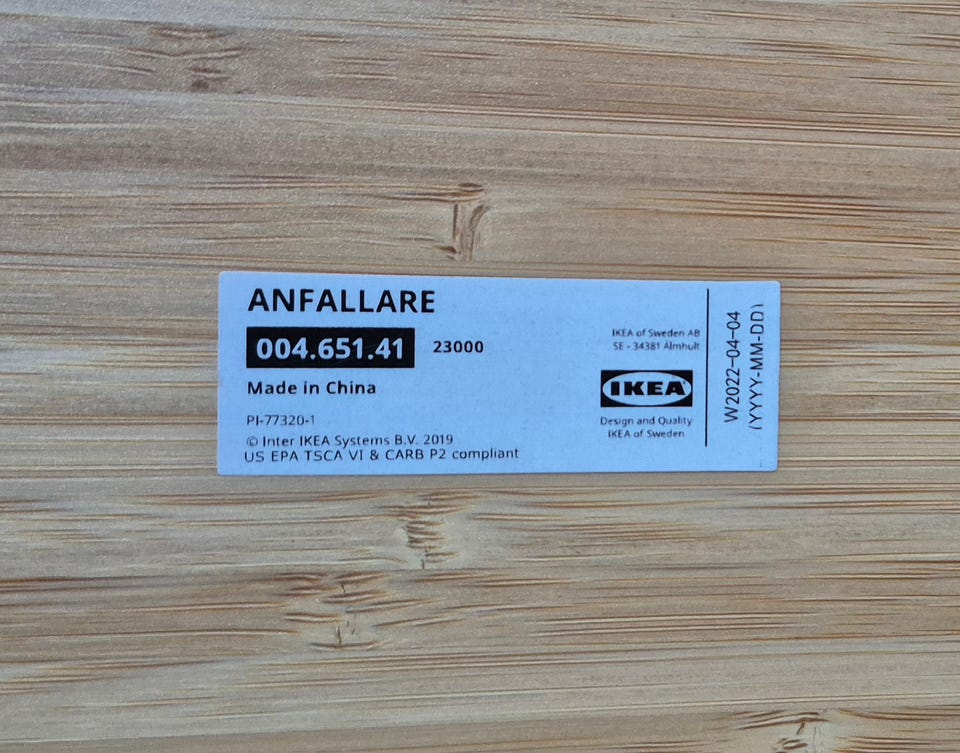 ANFALLARE
004.651.41 23000
Made in China
PJ-77320-1
© Inter IKEA Systems B.V. 2019
US EPA TSCA VI & CARB P2 compliant
IKEA of Sweden AB
SE - 34381 Älmhult
IKEA
Design and Quality
IKEA of Sweden
W2022-04-04
(YYYY-MM-DD)